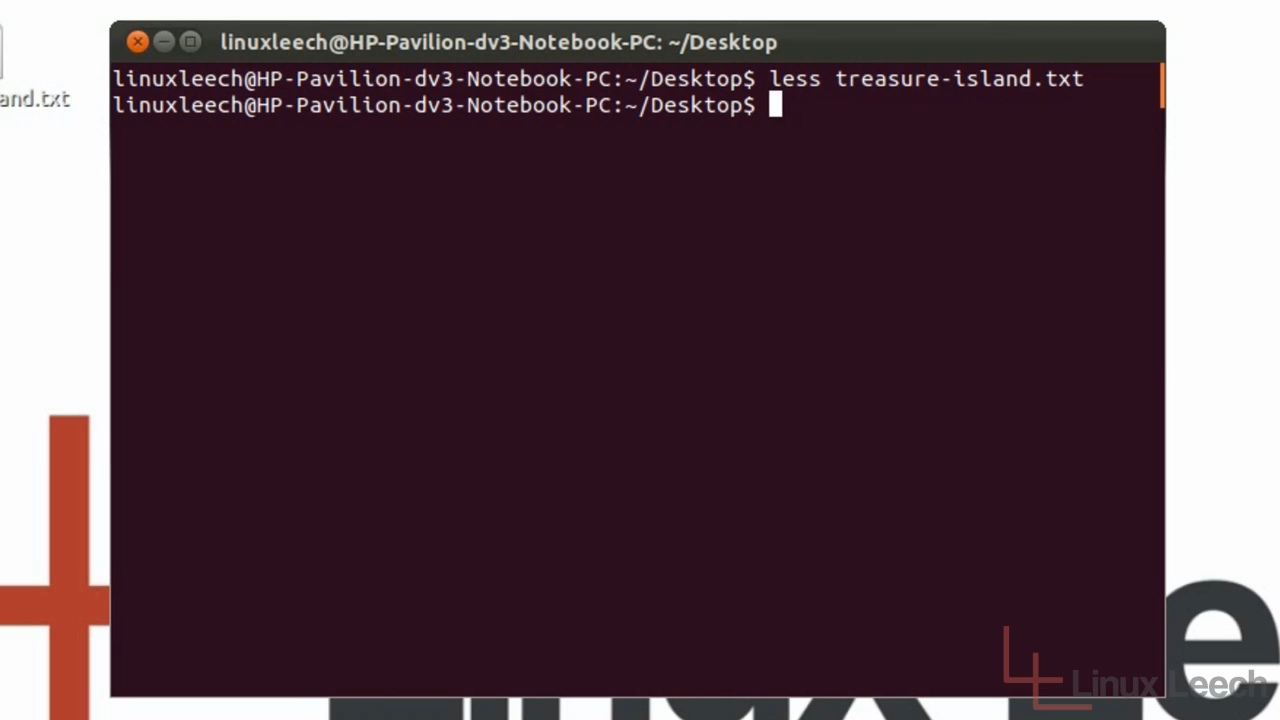 linuxleech@HP-Pavilion-dv3-Notebook-PC: ~/Desktop
linuxleech@HP-Pavilion-dv3-Notebook-PC:~/Desktop$ less treasure-island.txt
linuxleech@HP-Pavilion-dv3-Notebook-PC:~/Desktop$
and.txt
Linux Leech